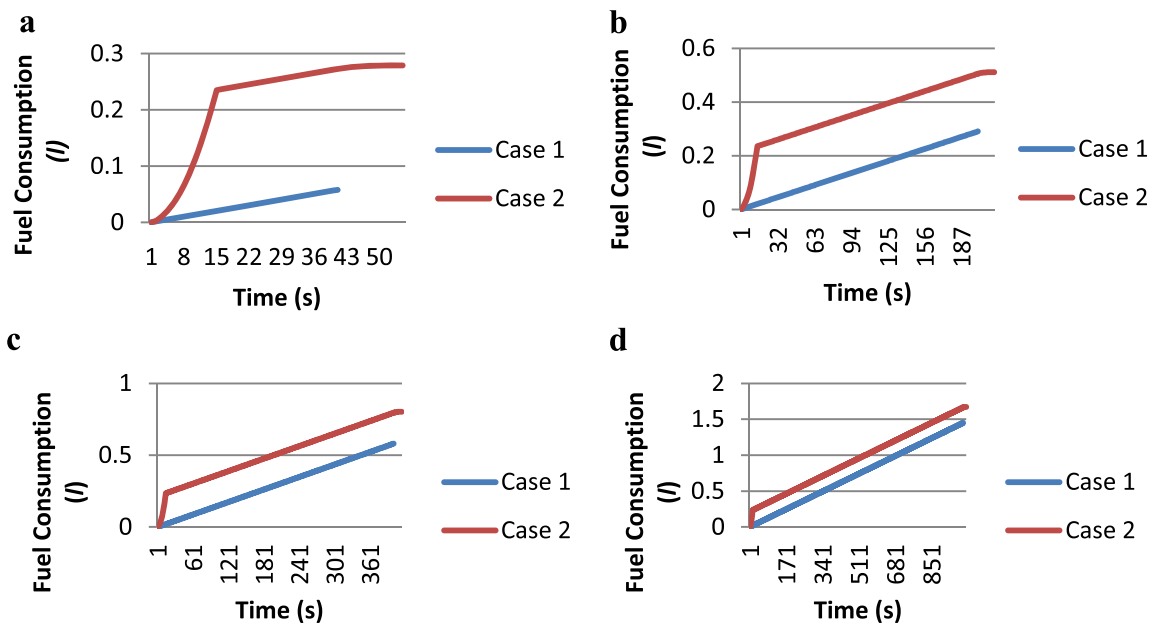 a
Fuel Consumption
(l)
0.3
0.2
0.1
0
1 8 15 22 29 36 43 50
Time (s)
Case 1
Case 2
b
Fuel Consumption
(l)
0.6
0.4
0.2
0
1 32 63 94 125 156 187
Time (s)
Case 1
Case 2
c
Fuel Consumption
(l)
1
0.5
0
1 61 121 181 241 301 361
Time (s)
Case 1
Case 2
d
Fuel Consumption
(l)
2
1.5
1
0.5
0
1 171 341 511 681 851
Time (s)
Case 1
Case 2